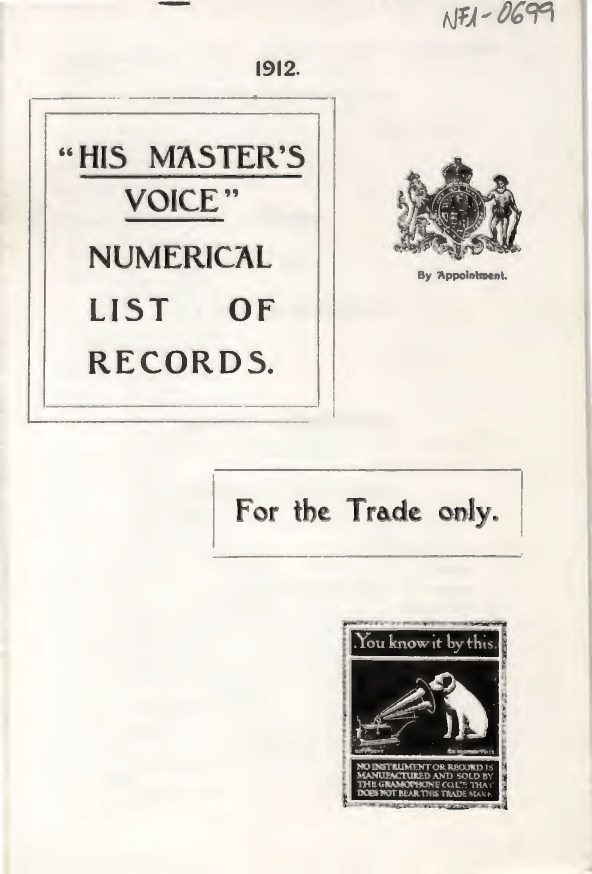 NF1-0699
1912.
“HIS MASTER’S
VOICE”
NUMERICAL
LIST OF
RECORDS.
By Appointment.
For the Trade only.
You know it by this.
NO INSTRUMENT OR RECORD IS
MANUFACTURED AND SOLD BY
THE GRAMOPHONE CO. LTD. THAT
DOES NOT BEAR THIS TRADE MARK